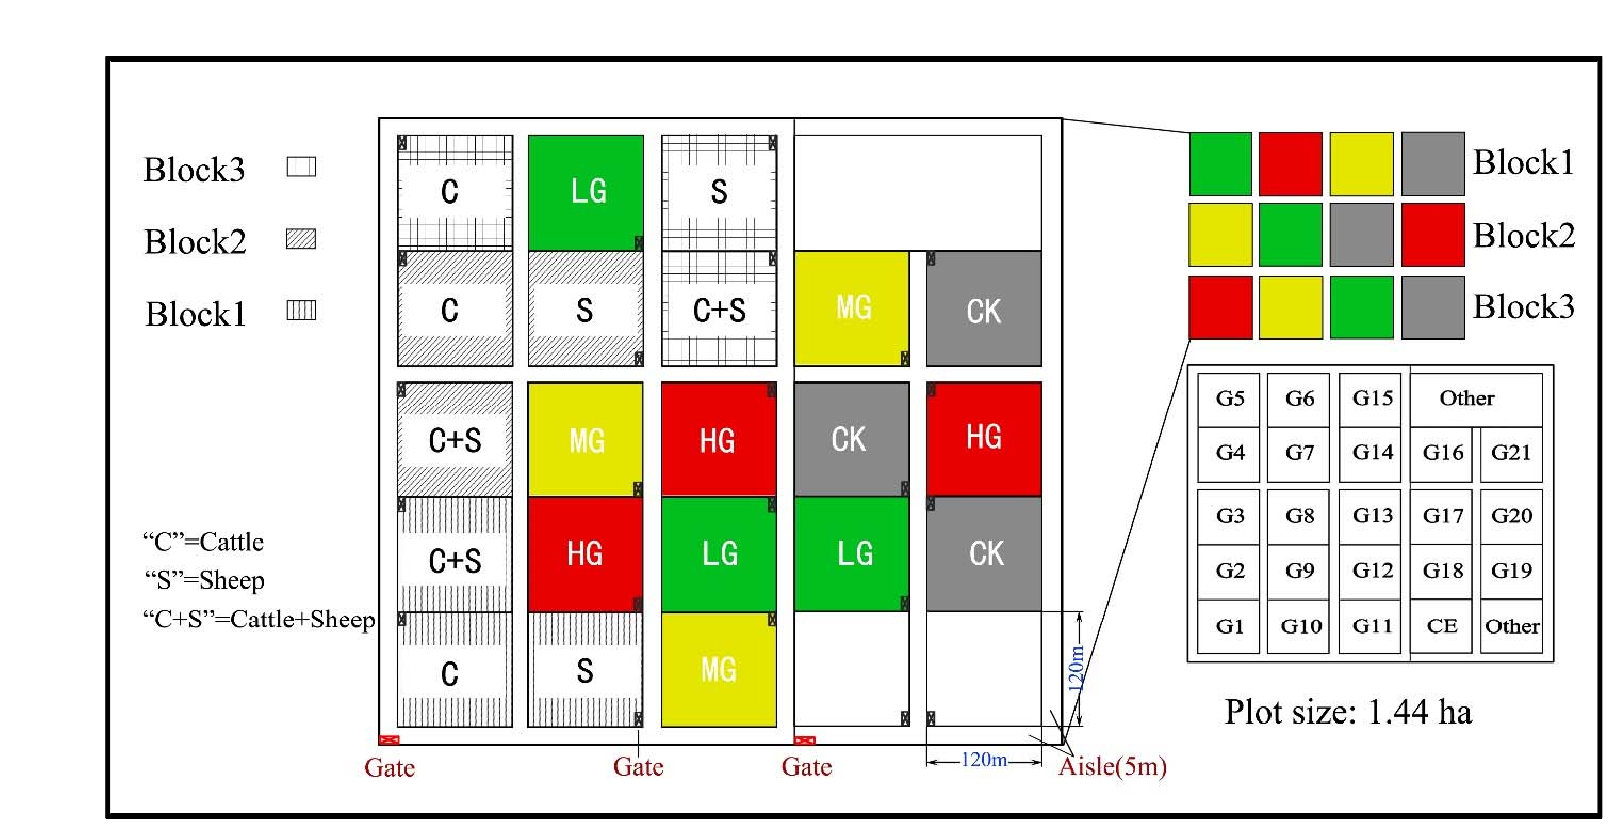 Block3
Block2
Block1
“C”=Cattle
“S”=Sheep
“C+S”=Cattle+Sheep
C LG S
C S C+S MG CK
C+S MG HG CK HG
C+S HG LG LG CK
C S MG
120m
120m
Gate Gate Gate Aisle(5m)
Block1
Block2
Block3
G5 G6 G15 Other
G4 G7 G14 G16 G21
G3 G8 G13 G17 G20
G2 G9 G12 G18 G19
G1 G10 G11 CE Other
Plot size: 1.44 ha